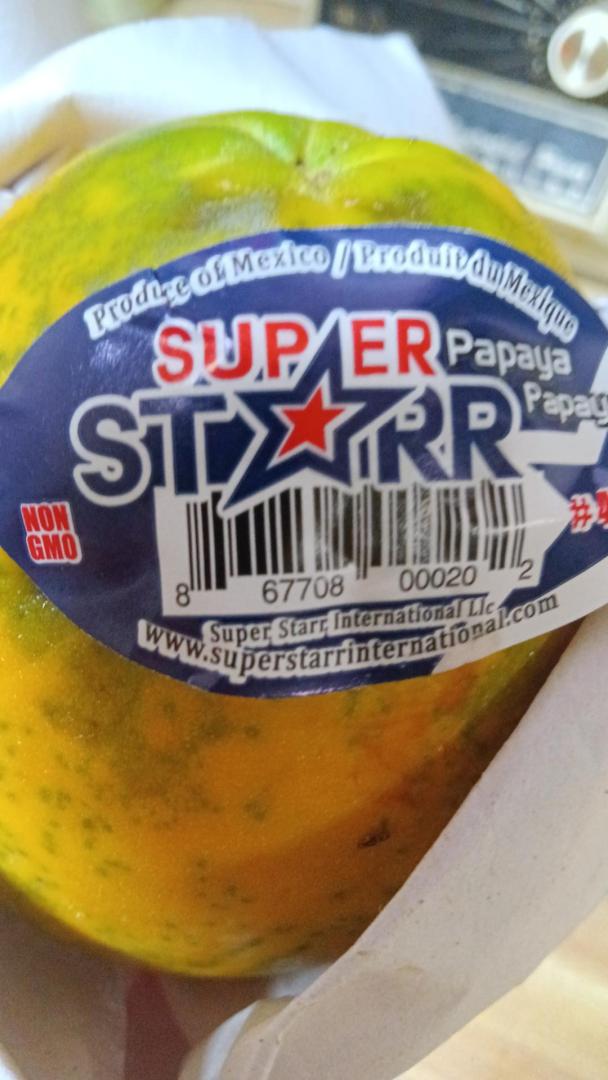 Produce of Mexico / Produit du Mexique
SUPER Papaya
STARR
NON
GMO
8 67708 00020 2
Super Starr International Llc
www.superstarrinternational.com